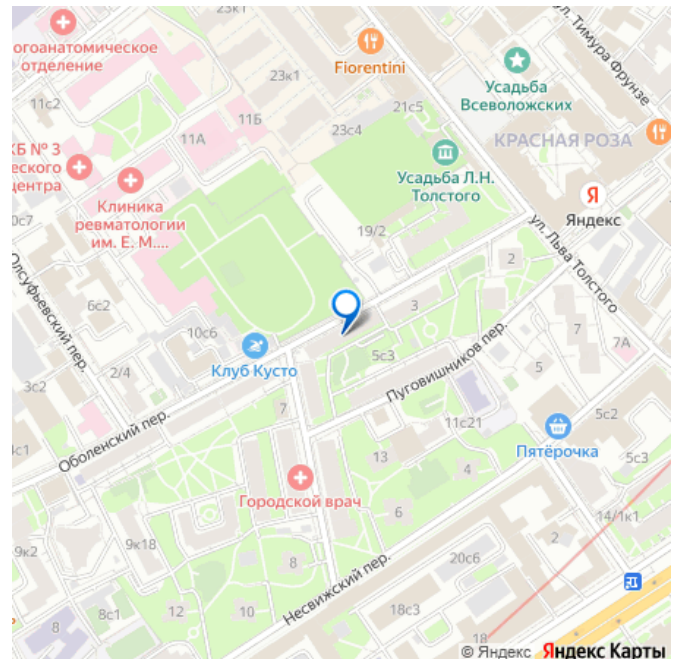 23к1
огоанатомическое
отделение
Fiorentini
ул. Тимура Фрунзе
Усадьба
Всеволожских
23к1
11с2
11Б
11А
21с5
23с4
КРАСНАЯ РОЗА
КБ № 3
еского
центра
Усадьба Л.Н.
Толстого
Клиника
ревматологии
им. Е. М....
Яндекс
0с7
19/2
ул. Льва Толстого
Олсуфьевский пер.
2
6с2
3
10с6
Клуб Кусто
5с3
Пуговишников пер.
7
7А
2/4
3с2
7
11с21
5с2
4с1
Оболенский пер.
Пятёрочка
13
4
5с3
Городской врач
6
14/1к1
9к2
9к18
8
2
20с6
Несвижский пер.
8
8с1
12
10
18с3
18
© Яндекс Яндекс Карты